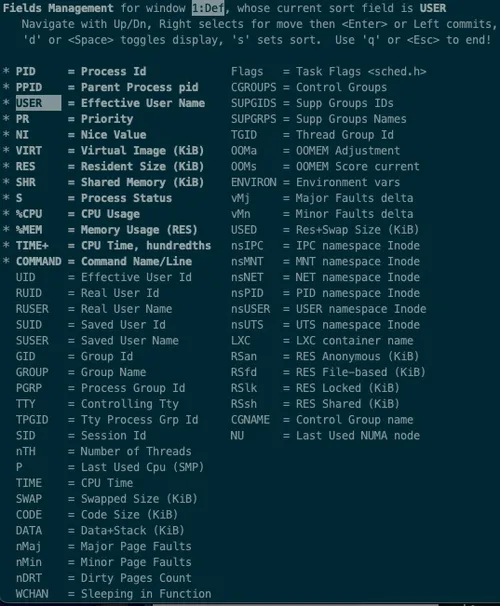 Fields Management for window 1:Def, whose current sort field is USER
Navigate with Up/Dn, Right selects for move then <Enter> or Left commits,
'd' or <Space> toggles display, 's' sets sort. Use 'q' or <Esc> to end!
* PID = Process Id Flags = Task Flags <sched.h>
* PPID = Parent Process pid CGROUPS = Control Groups
* USER = Effective User Name SUPGIDS = Supp Groups IDs
* PR = Priority SUPGRPS = Supp Groups Names
* NI = Nice Value TGID = Thread Group Id
* VIRT = Virtual Image (KiB) OOMa = OOMEM Adjustment
* RES = Resident Size (KiB) OOMs = OOMEM Score current
* SHR = Shared Memory (KiB) ENVIRON = Environment vars
* S = Process Status vMj = Major Faults delta
* %CPU = CPU Usage vMn = Minor Faults delta
* %MEM = Memory Usage (RES) USED = Res+Swap Size (KiB)
* TIME+ = CPU Time, hundredths nsIPC = IPC namespace Inode
* COMMAND = Command Name/Line nsMNT = MNT namespace Inode
UID = Effective User Id nsNET = NET namespace Inode
RUID = Real User Id nsPID = PID namespace Inode
RUSER = Real User Name nsUSER = USER namespace Inode
SUID = Saved User Id nsUTS = UTS namespace Inode
SUSER = Saved User Name LXC = LXC container name
GID = Group Id RSan = RES Anonymous (KiB)
GROUP = Group Name RSfd = RES File-based (KiB)
PGRP = Process Group Id RSlk = RES Locked (KiB)
TTY = Controlling Tty RSsh = RES Shared (KiB)
TPGID = Tty Process Grp Id CGNAME = Control Group name
SID = Session Id NU = Last Used NUMA node
nTH = Number of Threads
P = Last Used Cpu (SMP)
TIME = CPU Time
SWAP = Swapped Size (KiB)
CODE = Code Size (KiB)
DATA = Data+Stack (KiB)
nMaj = Major Page Faults
nMin = Minor Page Faults
nDRT = Dirty Pages Count
WCHAN = Sleeping in Function